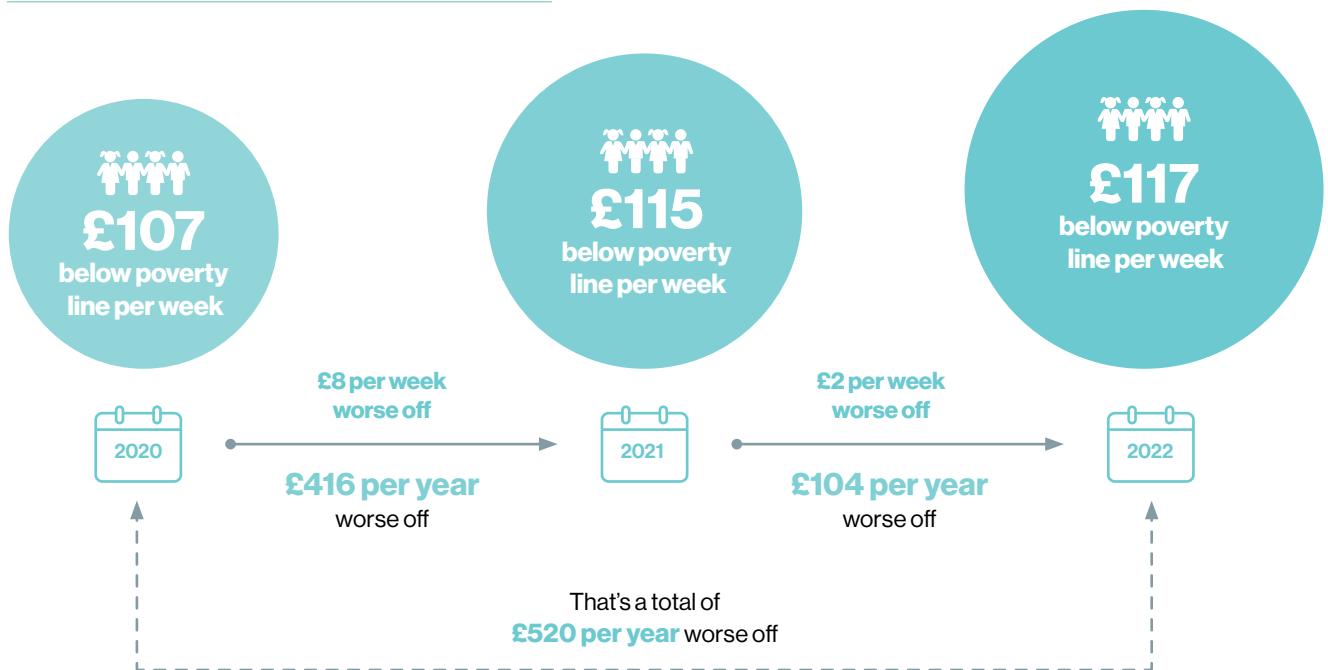 £107
below poverty
line per week
£115
below poverty
line per week
£117
below poverty
line per week
£8 per week
worse off
£2 per week
worse off
2020
2021
2022
£416 per year
worse off
£104 per year
worse off
That's a total of
£520 per year worse off